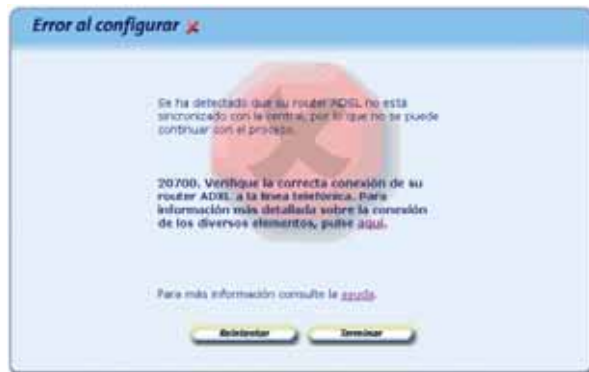 Error al configurar
Se ha detectado que su router ADSL no está
sincronizado con la central, por lo que no se puede
continuar con el proceso.
20700. Verifique la correcta conexión de su
router ADSL a la línea telefónica. Para
información más detallada sobre la conexión
de los diversos elementos, pulse aquí.
Para más información consulte la ayuda.
Reintentar Terminar